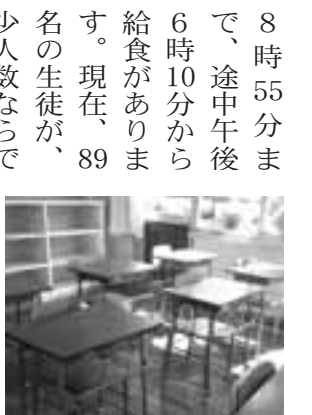 ８時55分ま
で、途中午後
６時10分から
給食がありま
す。現在、89
名の生徒が、
少人数ならで